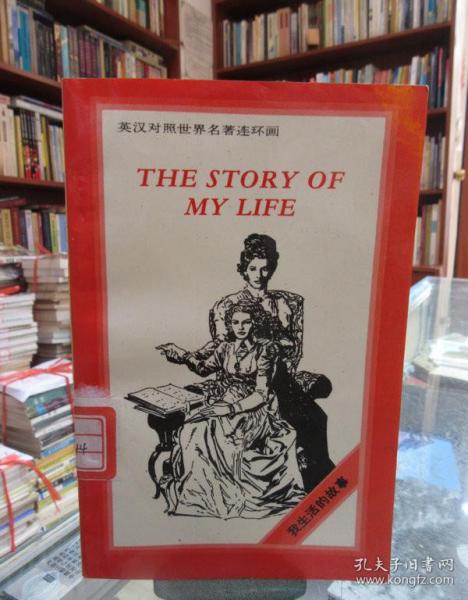 英汉对照世界名著连环画
THE STORY OF
MY LIFE
我生活的故事
孔夫子旧书网
www.kongfz.com